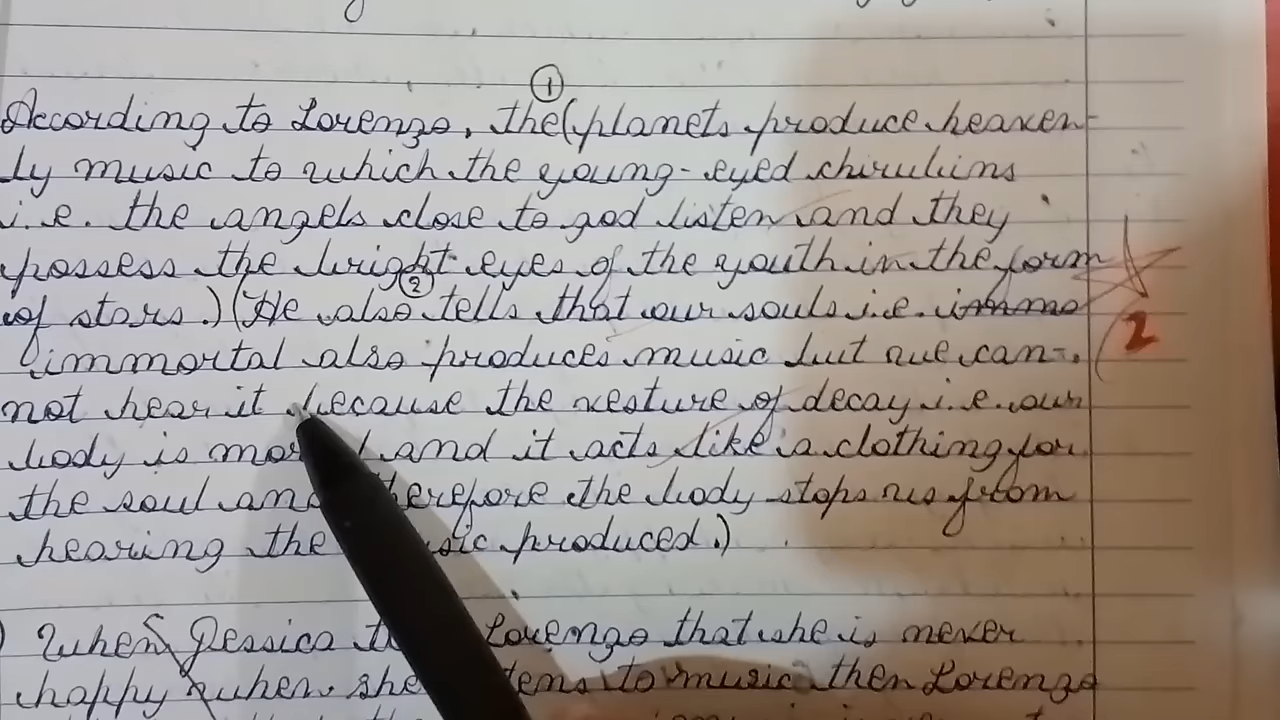 ①
According to Lorenzo, the (planets produce heaven-
ly music to which the young-eyed chirubims
i.e. the angels close to god listen and they
possess the bright eyes of the youth in the form
②
of stars.) (He also tells that our souls i.e.
immortal also produces music but we can-
not hear it because the vesture of decay i.e. our
body is and it acts like a clothing for
the soul and therefore the body stops us from
hearing the produced.)
2
When Jessica Lorenzo that she is never
happy when she to music then Lorenzo